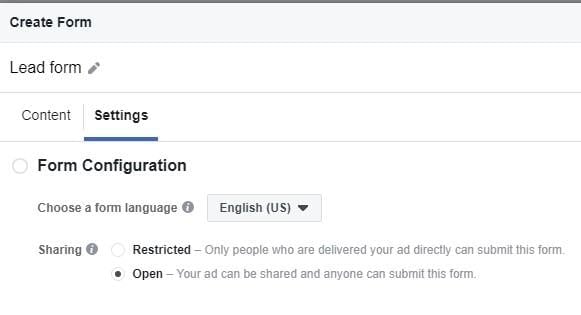 Create Form
Lead form
Content Settings
Form Configuration
Choose a form language English (US)
Sharing Restricted – Only people who are delivered your ad directly can submit this form.
Open – Your ad can be shared and anyone can submit this form.